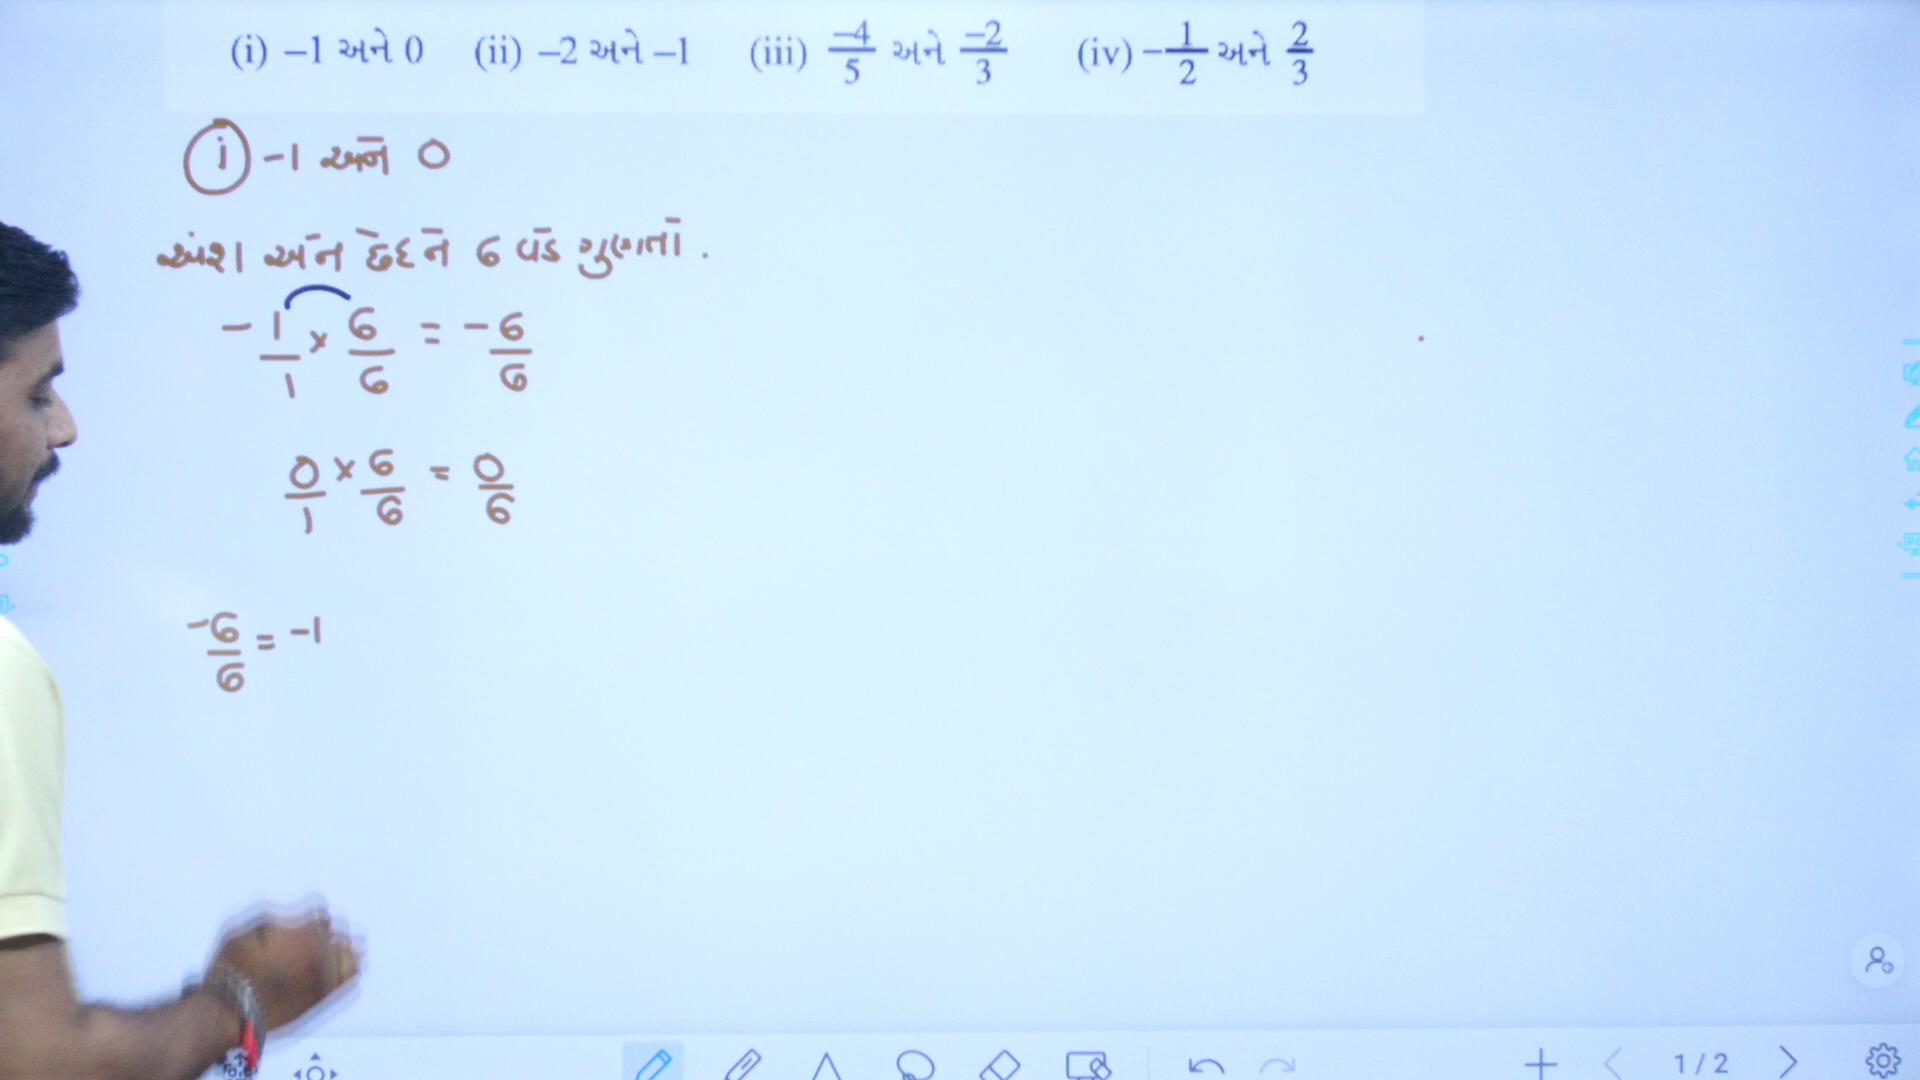 (i) –1 અને 0 (ii) –2 અને –1 (iii) –4/5 અને –2/3 (iv) –1/2 અને 2/3
i -1 અને 0
અંશ અને છેદને 6 વડે ગુણતાં .
- 1/1 × 6/6 = - 6/6
0/1 × 6/6 = 0/6
-6/6 = -1
1 / 2